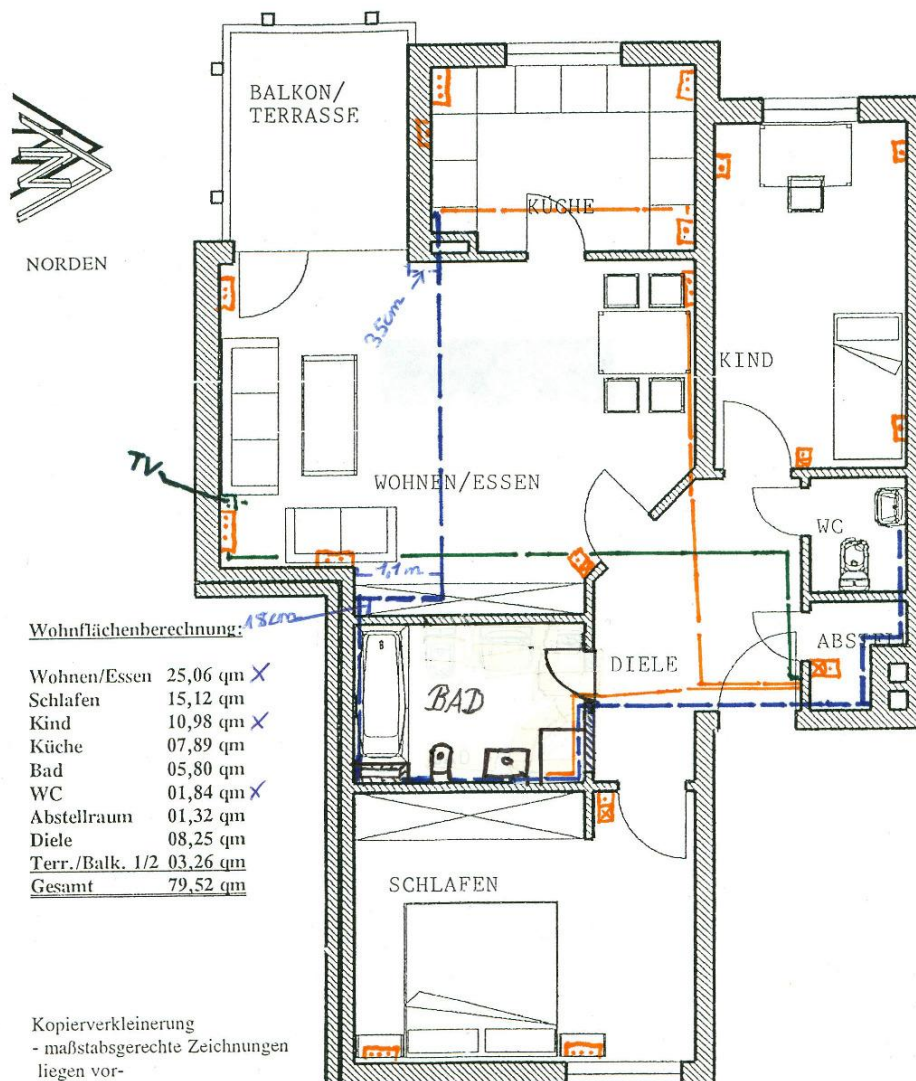 BALKON/
TERRASSE
NORDEN
KÜCHE
35cm
KIND
TV
WOHNEN/ESSEN
WC
1,1m
18cm
Wohnflächenberechnung:
Wohnen/Essen 25,06 qm X
Schlafen 15,12 qm
Kind 10,98 qm X
Küche 07,89 qm
Bad 05,80 qm
WC 01,84 qm X
Abstellraum 01,32 qm
Diele 08,25 qm
Terr./Balk. 1/2 03,26 qm
Gesamt 79,52 qm
ABSTEL
DIELE
BAD
SCHLAFEN
Kopierverkleinerung
- maßstabsgerechte Zeichnungen
liegen vor-